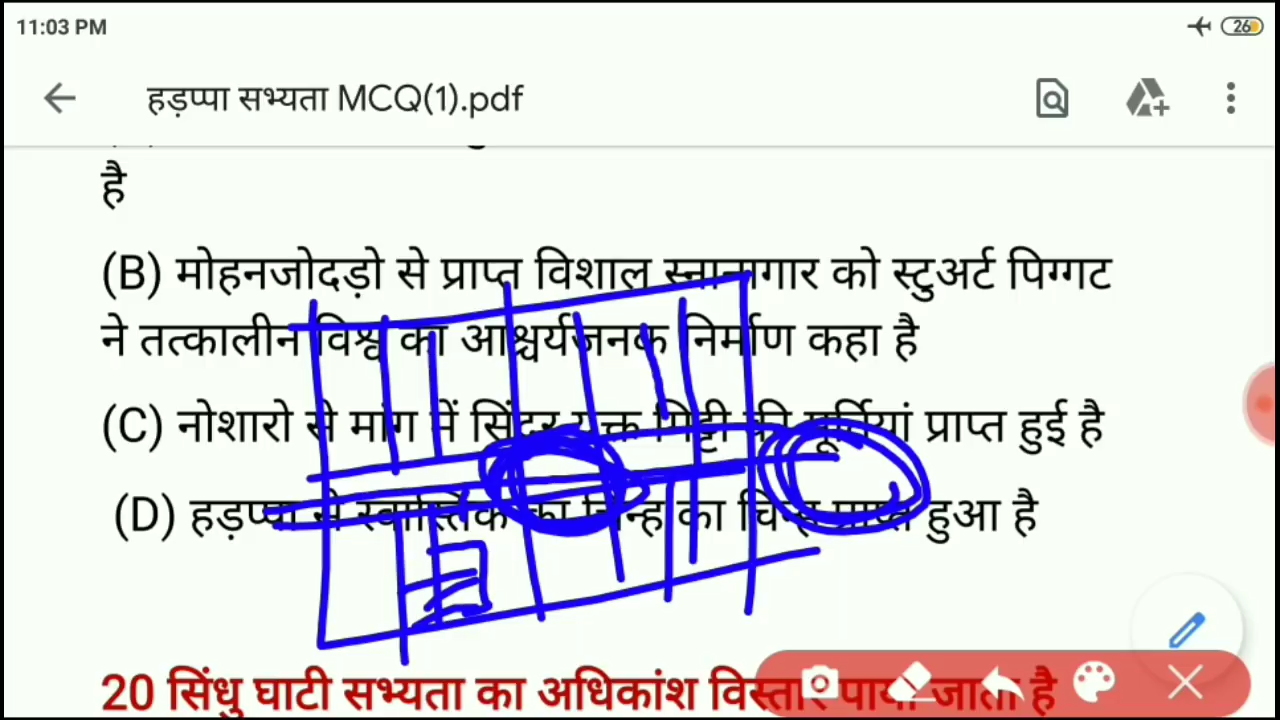 11:03 PM
26
हड़प्पा सभ्यता MCQ(1).pdf
है
(B) मोहनजोदड़ो से प्राप्त विशाल स्नानागार को स्टुअर्ट पिग्गट
ने तत्कालीन विश्व का आश्चर्यजनक निर्माण कहा है
(C) नोशारो से मांग में सिंदूर युक्त मिट्टी की मूर्तियां प्राप्त हुई है
(D) हड़प्पा से स्वास्तिक का चिन्ह का चिन्ह प्राप्त हुआ है
20 सिंधु घाटी सभ्यता का अधिकांश विस्तार पाया जाता है